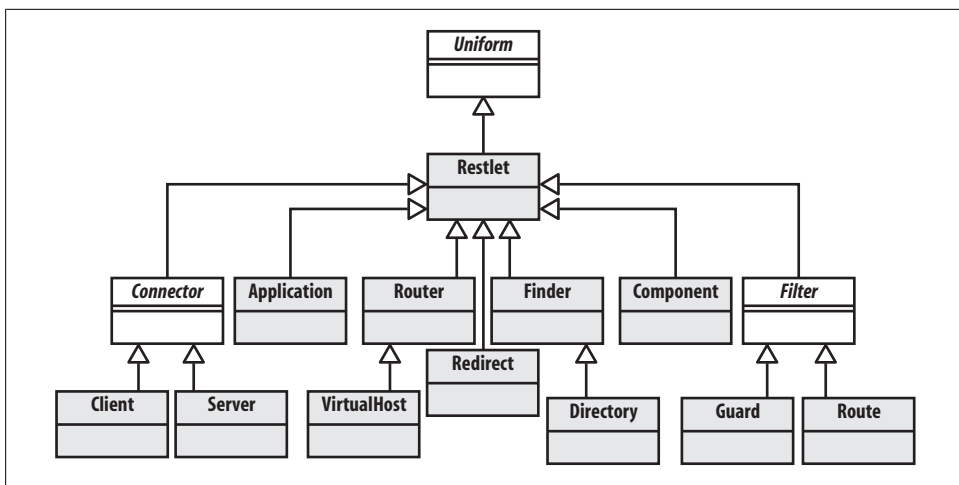 Uniform
Restlet
Connector
Application
Router
Finder
Component
Filter
Redirect
Client
Server
VirtualHost
Directory
Guard
Route